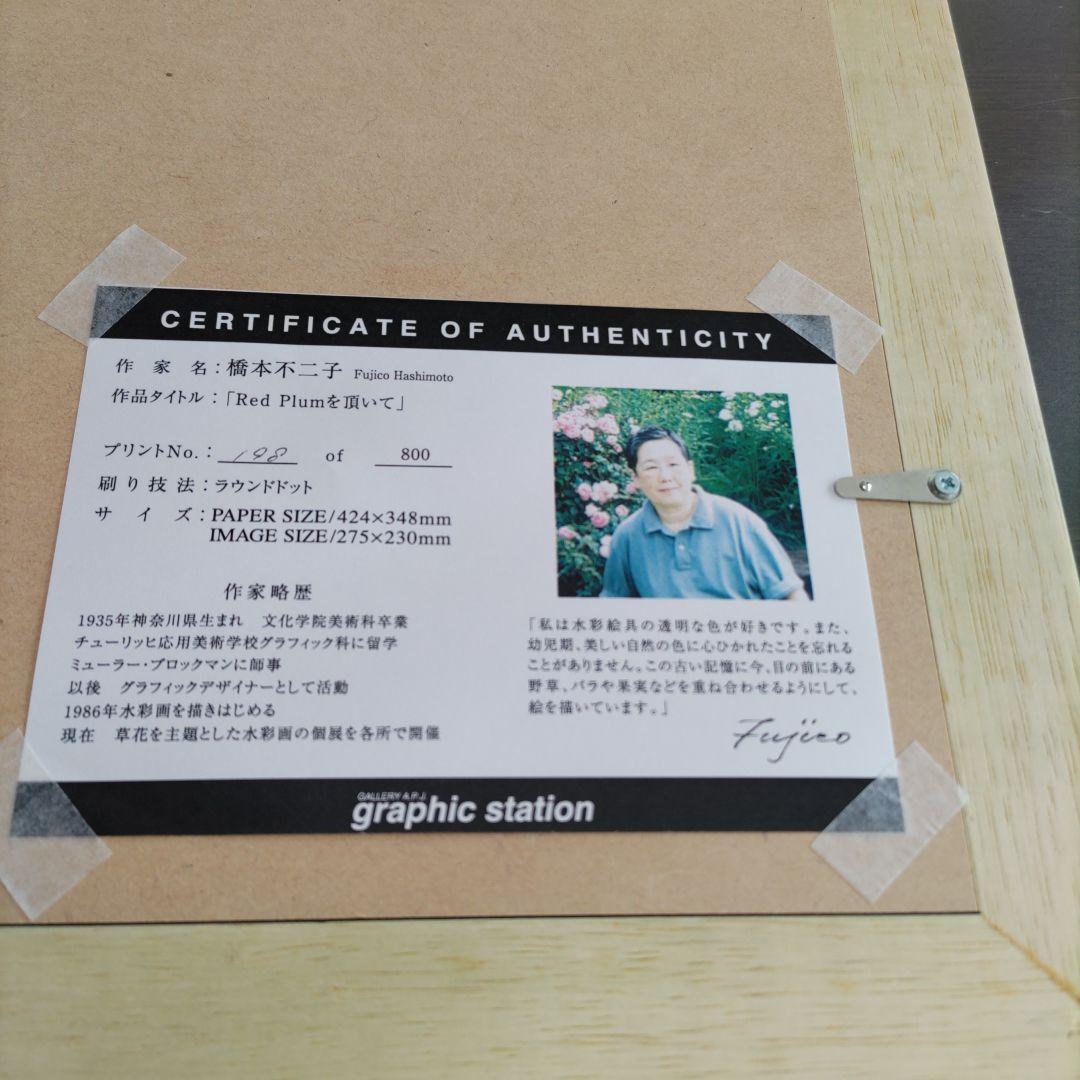 CERTIFICATE OF AUTHENTICITY
作家名：橋本不二子 Fujico Hashimoto
作品タイトル：「Red Plumを頂いて」
プリントNo.：198 of 800
刷り技法：ラウンドドット
サイズ：PAPER SIZE/424×348mm
IMAGE SIZE/275×230mm
作家略歴
1935年神奈川県生まれ 文化学院美術科卒業
チューリッヒ応用美術学校グラフィック科に留学
ミューラー・ブロックマンに師事
以後 グラフィックデザイナーとして活動
1986年水彩画を描きはじめる
現在 草花を主題とした水彩画の個展を各所で開催
「私は水彩絵具の透明な色が好きです。また、
幼児期、美しい自然の色に心ひかれたことを忘れる
ことがありません。この古い記憶に今、目の前にある
野草、バラや果実などを重ね合わせるようにして、
絵を描いています。」
Fujico
GALLERY A.P.J
graphic station